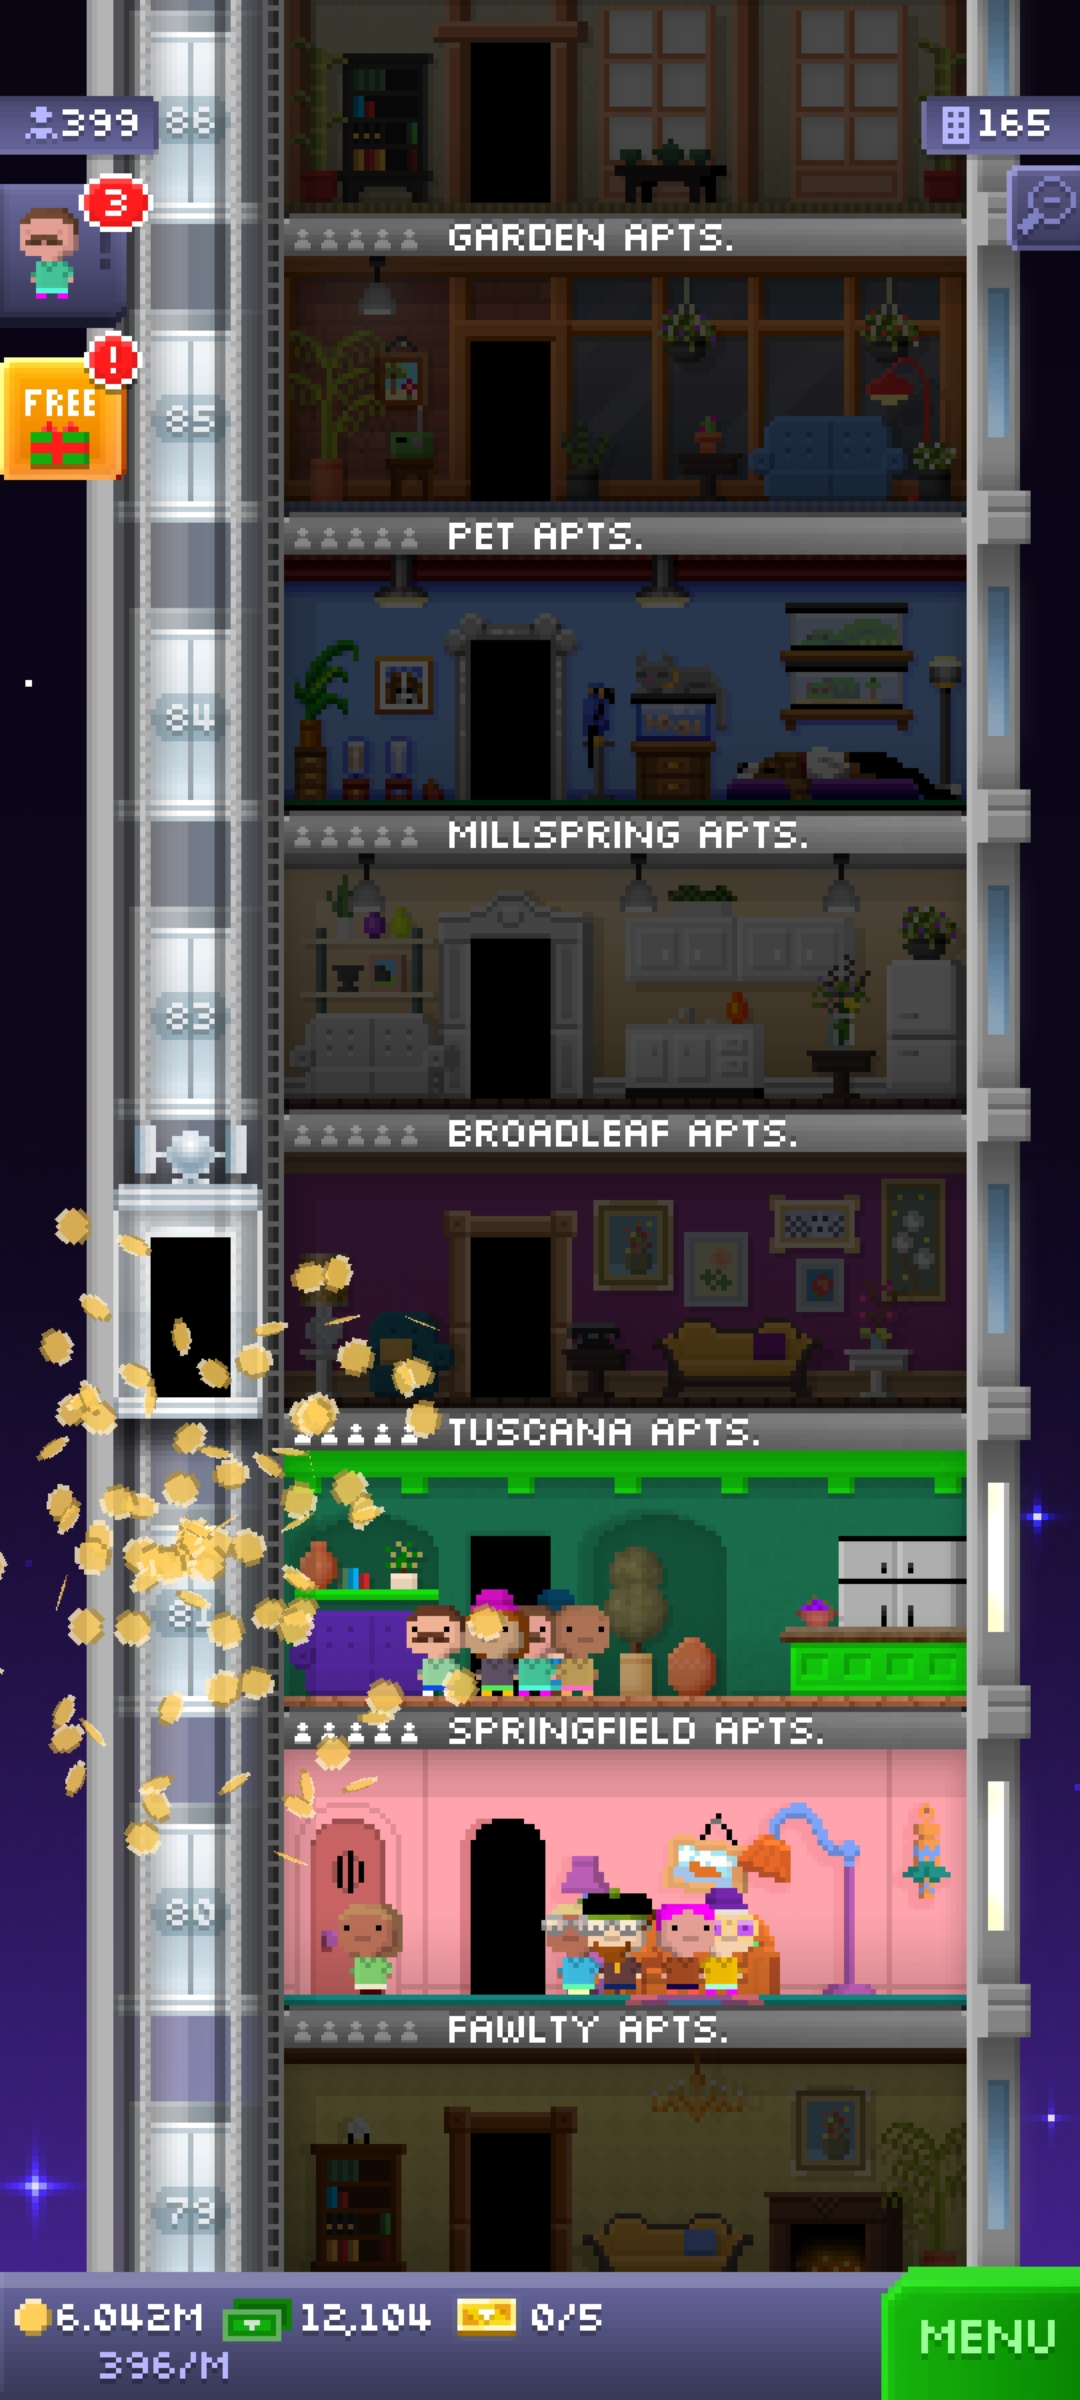 399
86
165
3
GARDEN APTS.
!
FREE
85
PET APTS.
84
MILLSPRING APTS.
83
BROADLEAF APTS.
TUSCANA APTS.
81
SPRINGFIELD APTS.
80
FAWLTY APTS.
79
6.042M 12,104 0/5
396/M
MENU